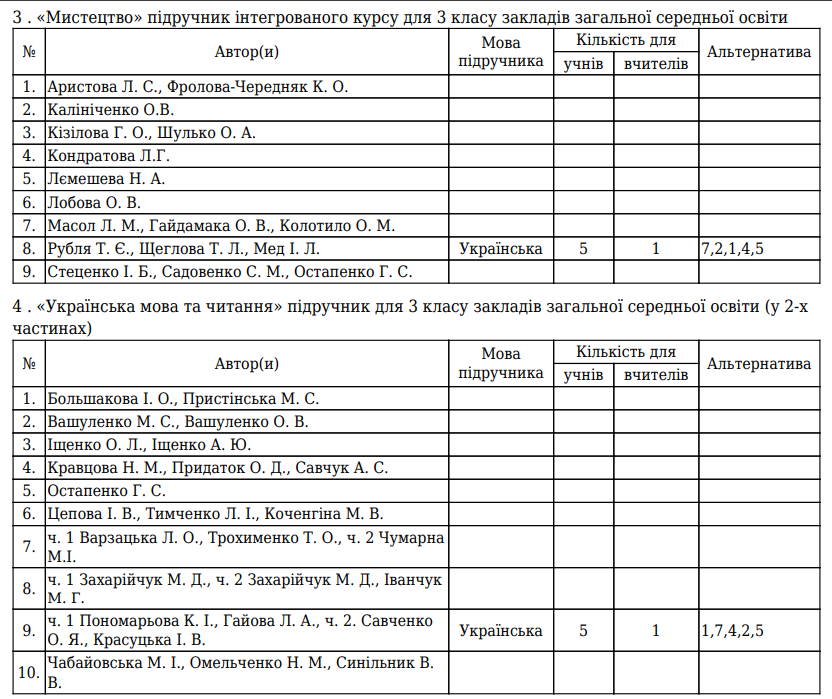 3 . «Мистецтво» підручник інтегрованого курсу для 3 класу закладів загальної середньої освіти
№ Автор(и) Мова підручника Кількість для учнів вчителів Альтернатива
1. Аристова Л. С., Фролова-Чередняк К. О.
2. Калініченко О.В.
3. Кізілова Г. О., Шулько О. А.
4. Кондратова Л.Г.
5. Лємешева Н. А.
6. Лобова О. В.
7. Масол Л. М., Гайдамака О. В., Колотило О. М.
8. Рубля Т. Є., Щеглова Т. Л., Мед І. Л. Українська 5 1 7,2,1,4,5
9. Стеценко І. Б., Садовенко С. М., Остапенко Г. С.
4 . «Українська мова та читання» підручник для 3 класу закладів загальної середньої освіти (у 2-х
частинах)
№ Автор(и) Мова підручника Кількість для учнів вчителів Альтернатива
1. Большакова І. О., Пристінська М. С.
2. Вашуленко М. С., Вашуленко О. В.
3. Іщенко О. Л., Іщенко А. Ю.
4. Кравцова Н. М., Придаток О. Д., Савчук А. С.
5. Остапенко Г. С.
6. Цепова І. В., Тимченко Л. І., Коченгіна М. В.
7. ч. 1 Варзацька Л. О., Трохименко Т. О., ч. 2 Чумарна
М.І.
8. ч. 1 Захарійчук М. Д., ч. 2 Захарійчук М. Д., Іванчук
М. Г.
9. ч. 1 Пономарьова К. І., Гайова Л. А., ч. 2. Савченко
О. Я., Красуцька І. В. Українська 5 1 1,7,4,2,5
10. Чабайовська М. І., Омельченко Н. М., Синільник В.
В.